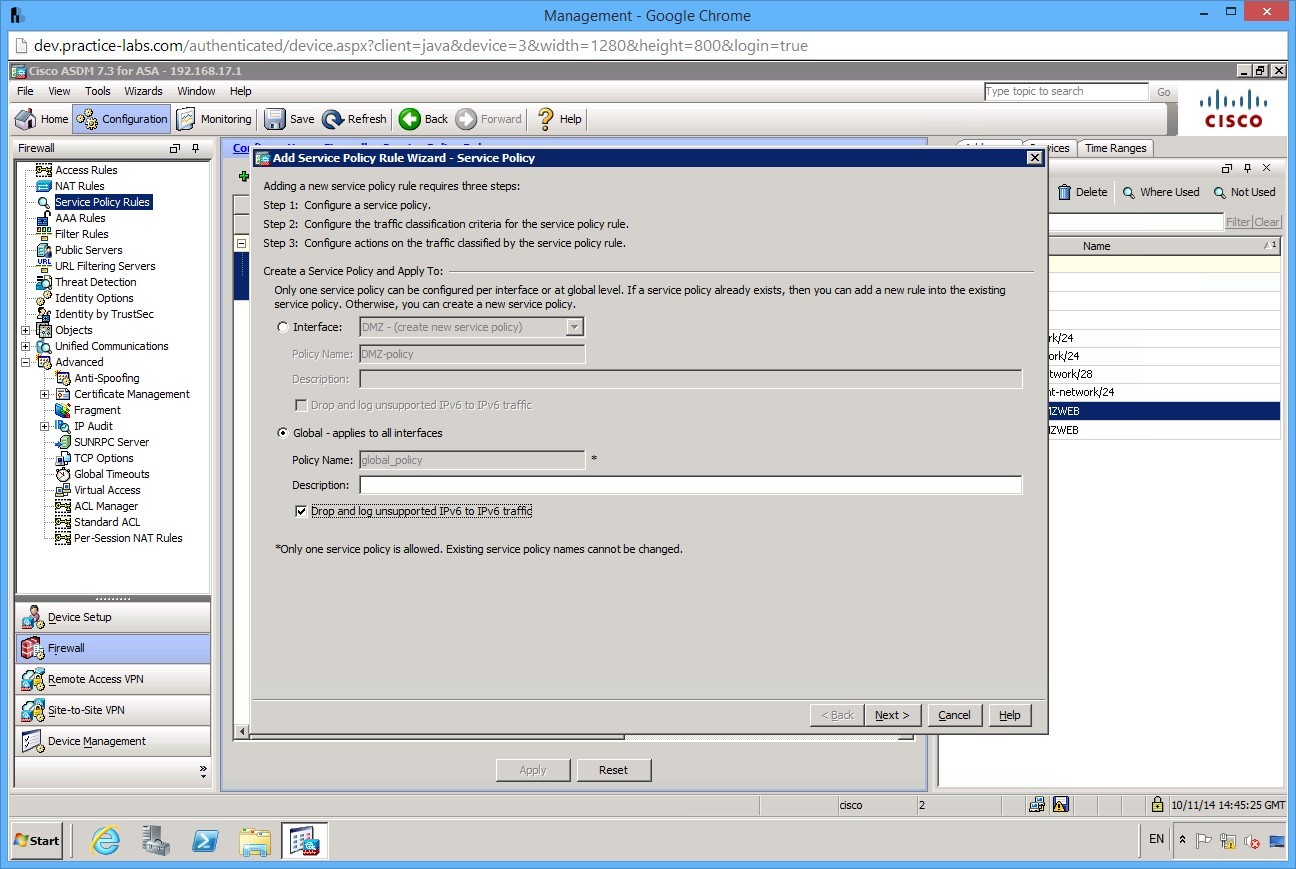 Management - Google Chrome
dev.practice-labs.com/authenticated/device.aspx?client=java&device=3&width=1280&height=800&login=true
Cisco ASDM 7.3 for ASA - 192.168.17.1
File View Tools Wizards Window Help
Type topic to search Go
Home Configuration Monitoring Save Refresh Back Forward Help
CISCO
Firewall
Access Rules
NAT Rules
Service Policy Rules
AAA Rules
Filter Rules
Public Servers
URL Filtering Servers
Threat Detection
Identity Options
Identity by TrustSec
Objects
Unified Communications
Advanced
Anti-Spoofing
Certificate Management
Fragment
IP Audit
SUNRPC Server
TCP Options
Global Timeouts
Virtual Access
ACL Manager
Standard ACL
Per-Session NAT Rules
Device Setup
Firewall
Remote Access VPN
Site-to-Site VPN
Device Management
Add Service Policy Rule Wizard - Service Policy
Adding a new service policy rule requires three steps:
Step 1: Configure a service policy.
Step 2: Configure the traffic classification criteria for the service policy rule.
Step 3: Configure actions on the traffic classified by the service policy rule.
Create a Service Policy and Apply To:
Only one service policy can be configured per interface or at global level. If a service policy already exists, then you can add a new rule into the existing
service policy. Otherwise, you can create a new service policy.
Interface: DMZ - (create new service policy)
Policy Name: DMZ-policy
Description:
Drop and log unsupported IPv6 to IPv6 traffic
Global - applies to all interfaces
Policy Name: global_policy *
Description:
Drop and log unsupported IPv6 to IPv6 traffic
*Only one service policy is allowed. Existing service policy names cannot be changed.
< Back Next > Cancel Help
Apply Reset
Time Ranges
Delete Where Used Not Used
Filter Clear
Name
rk/24
ork/24
etwork/28
nt-network/24
MZWEB
MZWEB
cisco 2 10/11/14 14:45:25 GMT
Start EN